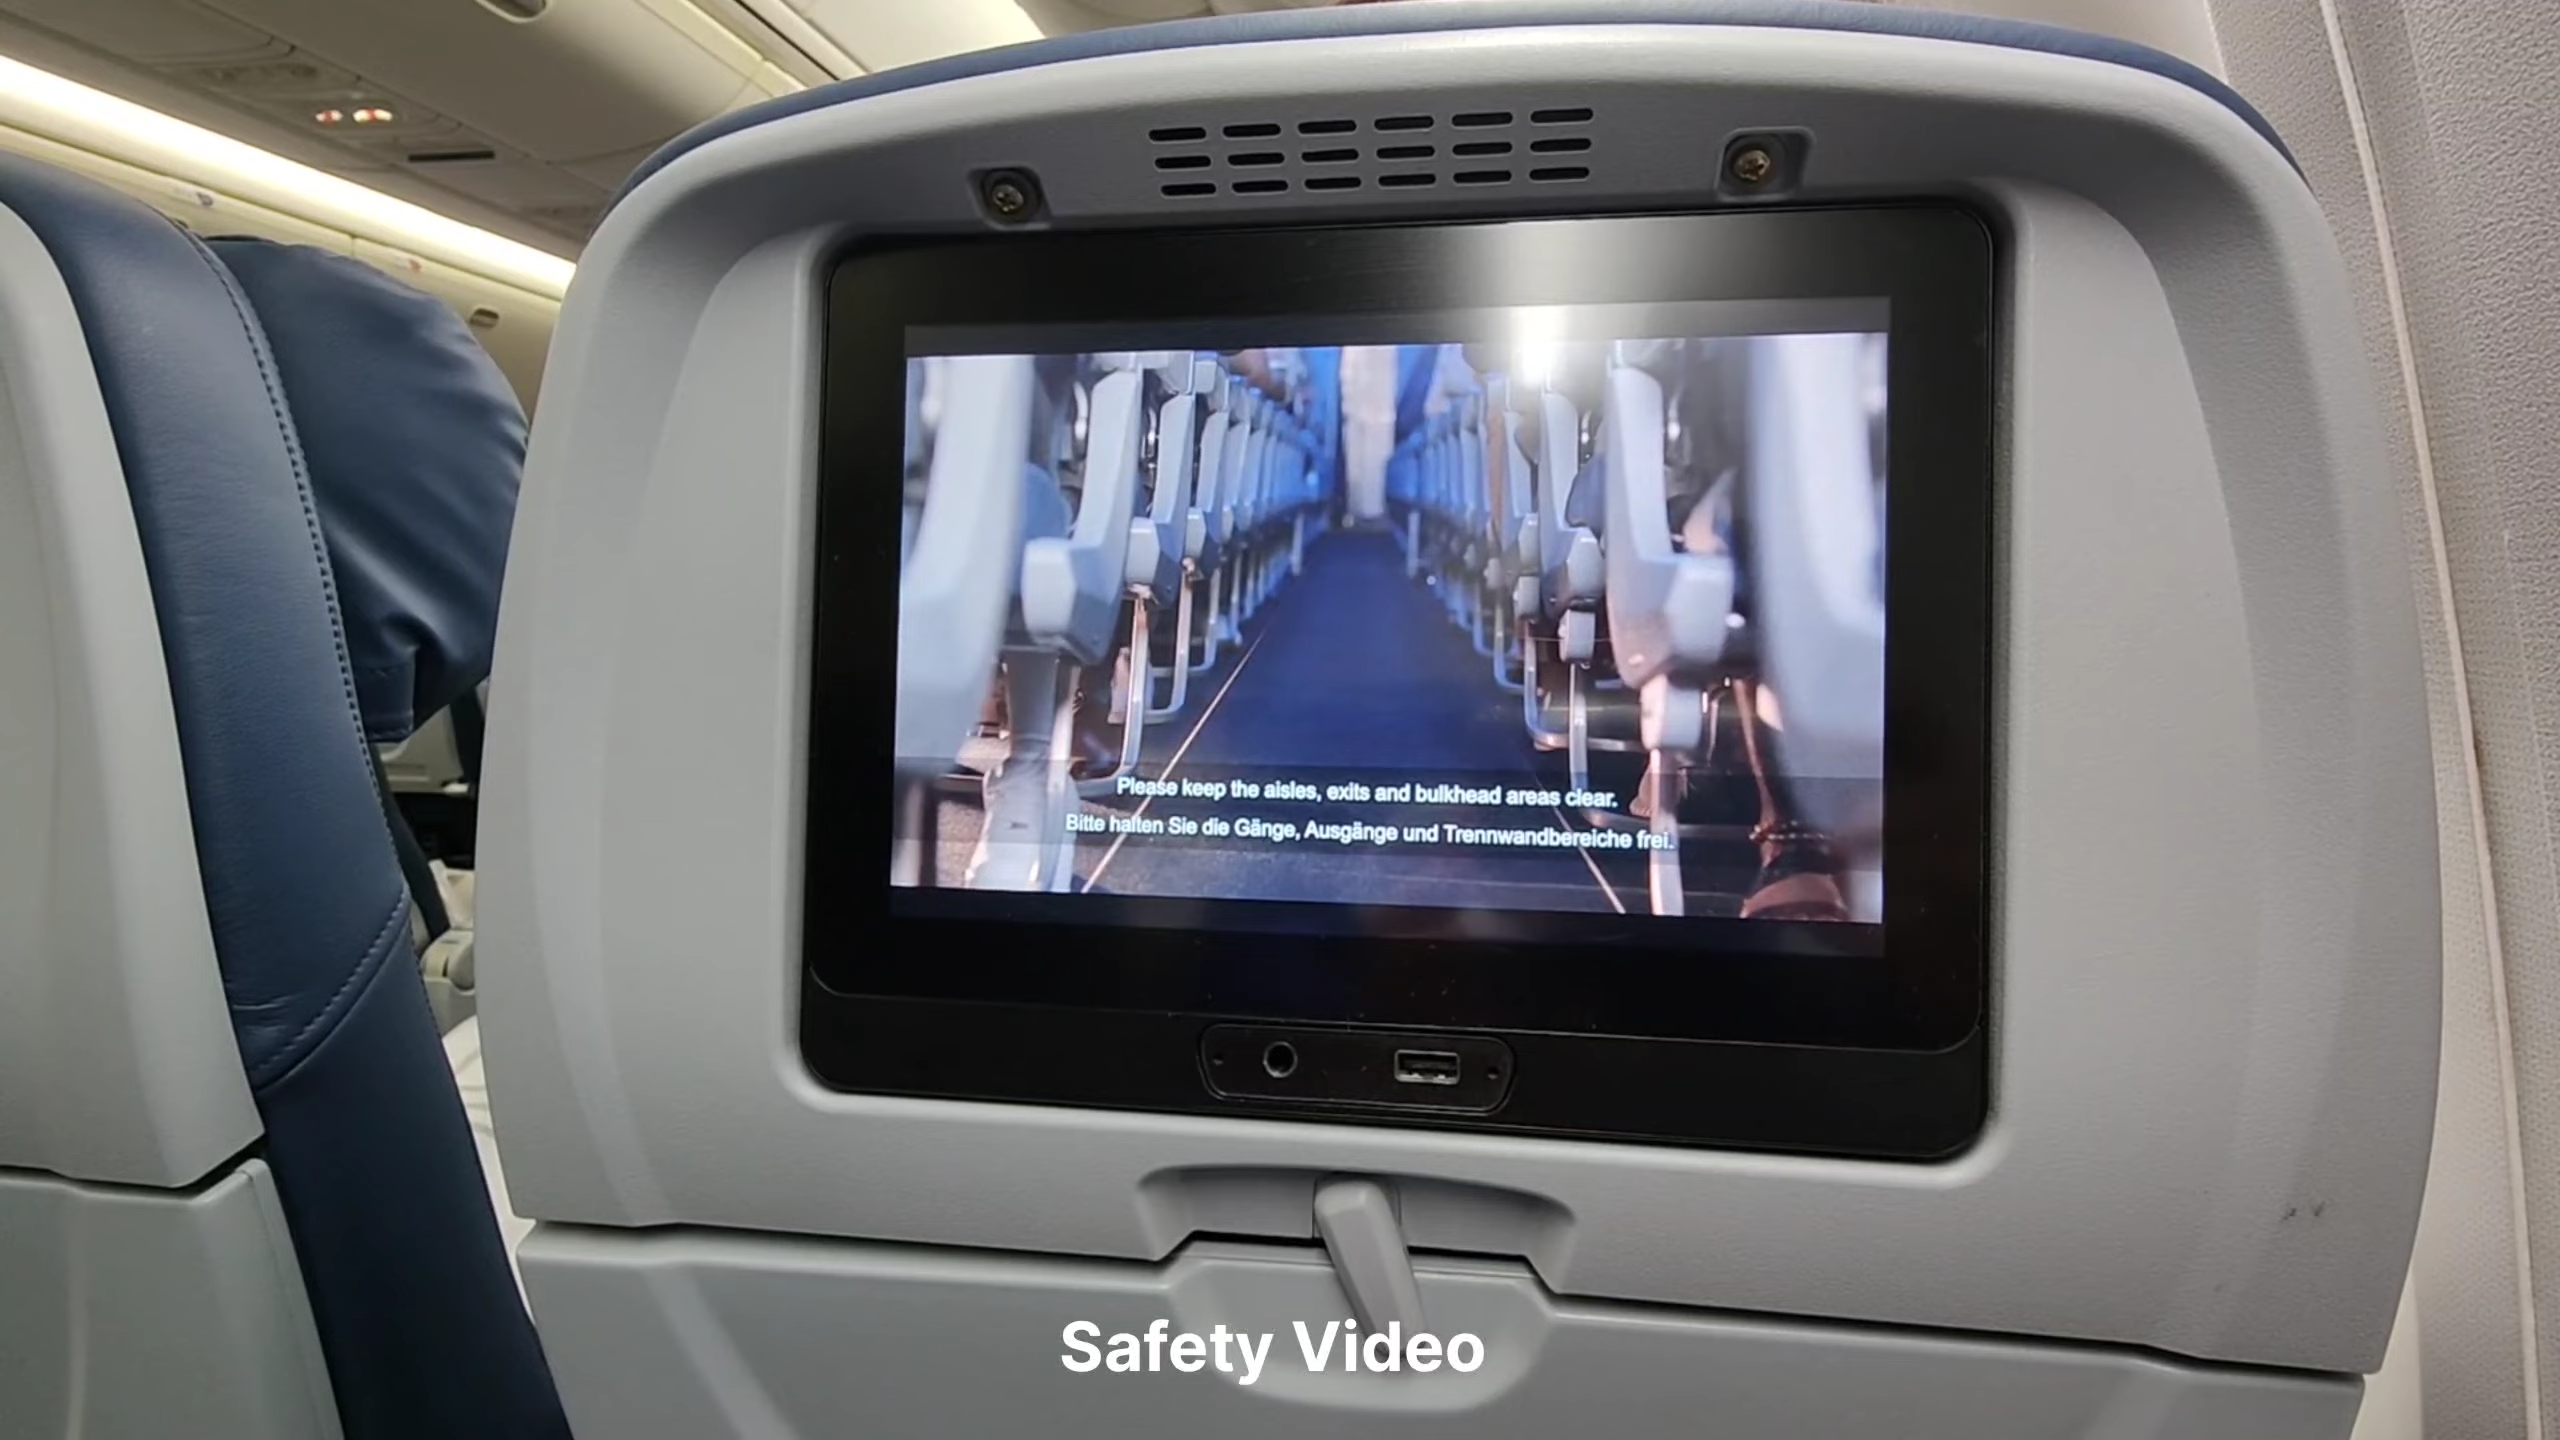 Please keep the aisles, exits and bulkhead areas clear.
Bitte halten Sie die Gänge, Ausgänge und Trennwandbereiche frei.
Safety Video